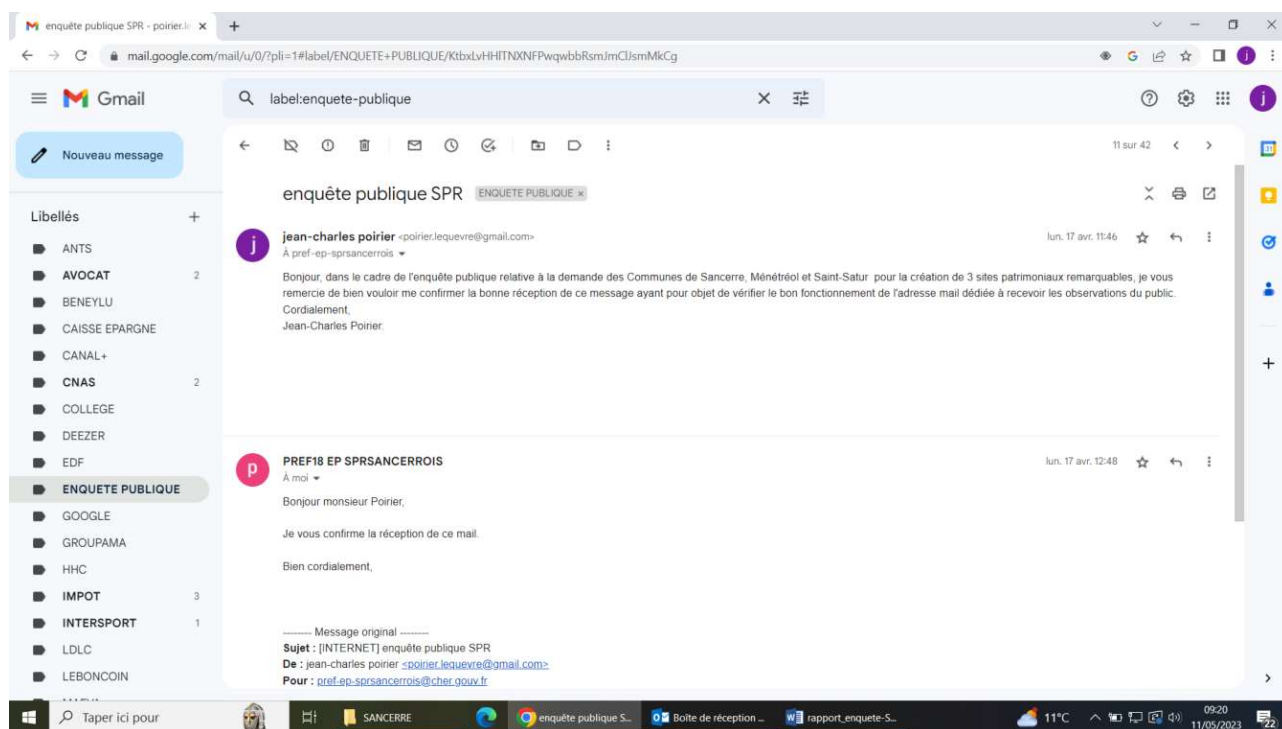 enquête publique SPR - poirier.le
mail.google.com/mail/u/0/?pli=1#label/ENQUETE+PUBLIQUE/KtbxLvHHlTNXNFPwqwbbRsmJmClJsmMkCg
Gmail
label:enquete-publique
Nouveau message
11 sur 42
enquête publique SPR ENQUETE PUBLIQUE ×
Libellés
ANTS
AVOCAT 2
BENEYLU
CAISSE EPARGNE
CANAL+
CNAS 2
COLLEGE
DEEZER
EDF
ENQUETE PUBLIQUE
GOOGLE
GROUPAMA
HHC
IMPOT 3
INTERSPORT 1
LDLC
LEBONCOIN
jean-charles poirier <poirier.lequevre@gmail.com> lun. 17 avr. 11:46
À pref-ep-sprsancerrois
Bonjour, dans le cadre de l'enquête publique relative à la demande des Communes de Sancerre, Ménétréol et Saint-Satur pour la création de 3 sites patrimoniaux remarquables, je vous
remercie de bien vouloir me confirmer la bonne réception de ce message ayant pour objet de vérifier le bon fonctionnement de l'adresse mail dédiée à recevoir les observations du public.
Cordialement,
Jean-Charles Poirier.
PREF18 EP SPRSANCERROIS lun. 17 avr. 12:48
À moi
Bonjour monsieur Poirier,
Je vous confirme la réception de ce mail.
Bien cordialement,
-------- Message original --------
Sujet : [INTERNET] enquête publique SPR
De : jean-charles poirier <poirier.lequevre@gmail.com>
Pour : pref-ep-sprsancerrois@cher.gouv.fr
Taper ici pour
SANCERRE
enquête publique S...
Boîte de réception ...
rapport_enquete-S...
11°C
09:20
11/05/2023
22